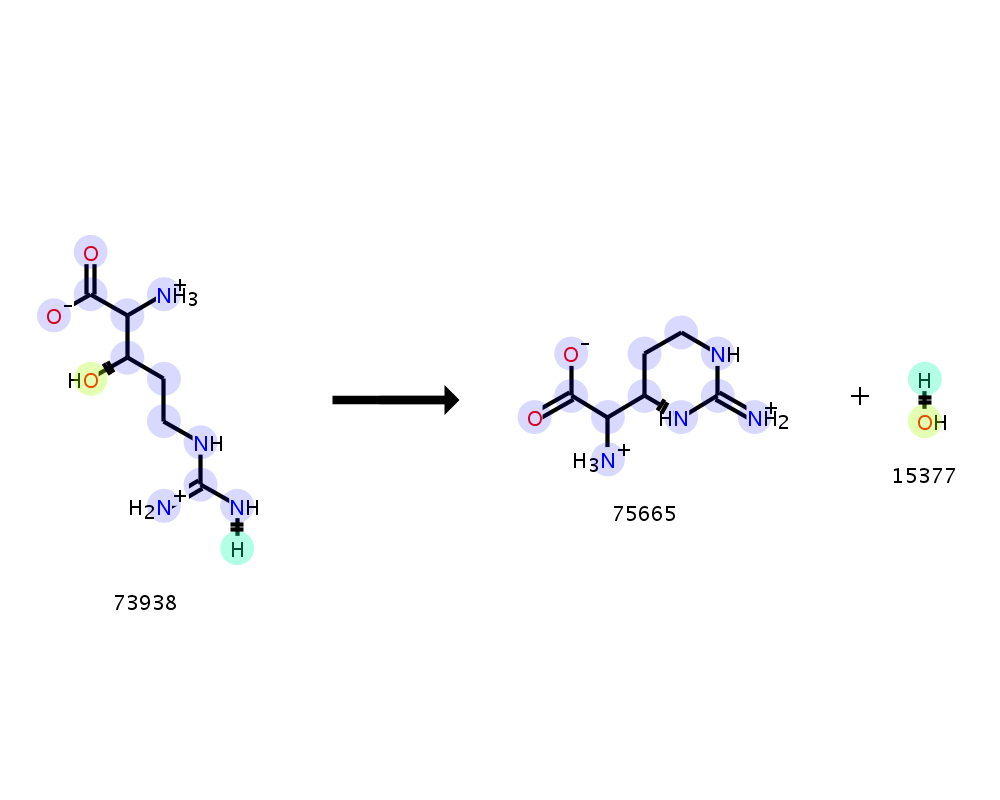 O
NH3 +
O -
HO
NH
H2N +
NH
H
73938
O -
O
H3N +
NH
HN
NH2 +
75665
+
H
OH
15377